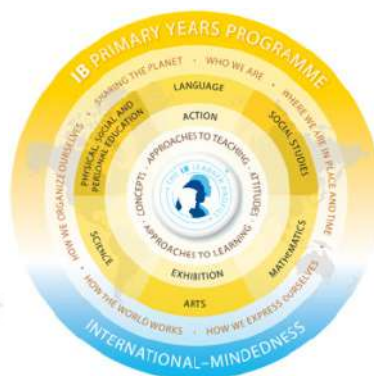 IB PRIMARY YEARS PROGRAMME
SHARING THE PLANET · WHO WE ARE · WHERE WE ARE IN PLACE AND TIME
HOW WE ORGANIZE OURSELVES · HOW THE WORLD WORKS · HOW WE EXPRESS OURSELVES
LANGUAGE
PHYSICAL, SOCIAL AND
PERSONAL EDUCATION
SOCIAL STUDIES
ACTION
CONCEPTS · APPROACHES TO TEACHING · ATTITUDES
THE IB LEARNER PROFILE
· APPROACHES TO LEARNING ·
SCIENCE
MATHEMATICS
EXHIBITION
ARTS
INTERNATIONAL–MINDEDNESS